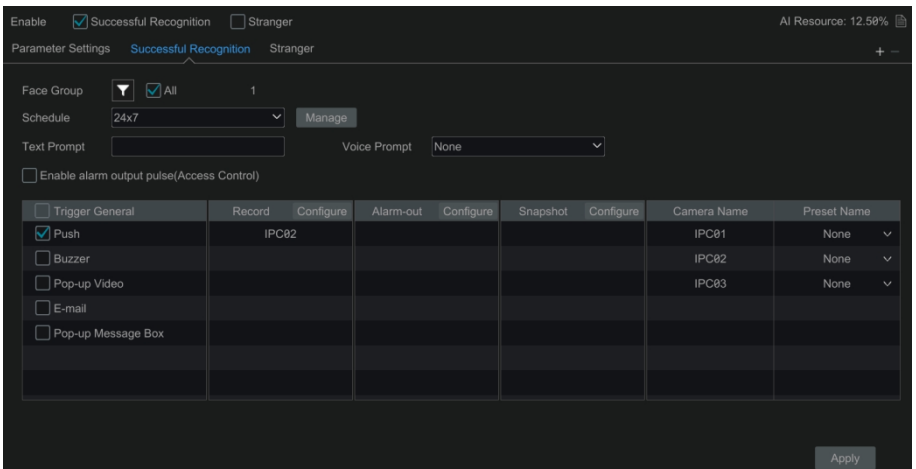 Enable Successful Recognition Stranger AI Resource: 12.50%
Parameter Settings Successful Recognition Stranger + −
Face Group All 1
Schedule 24x7 Manage
Text Prompt Voice Prompt None
Enable alarm output pulse(Access Control)
Trigger General Record Configure Alarm-out Configure Snapshot Configure Camera Name Preset Name
Push IPC02 IPC01 None
Buzzer IPC02 None
Pop-up Video IPC03 None
E-mail
Pop-up Message Box
Apply